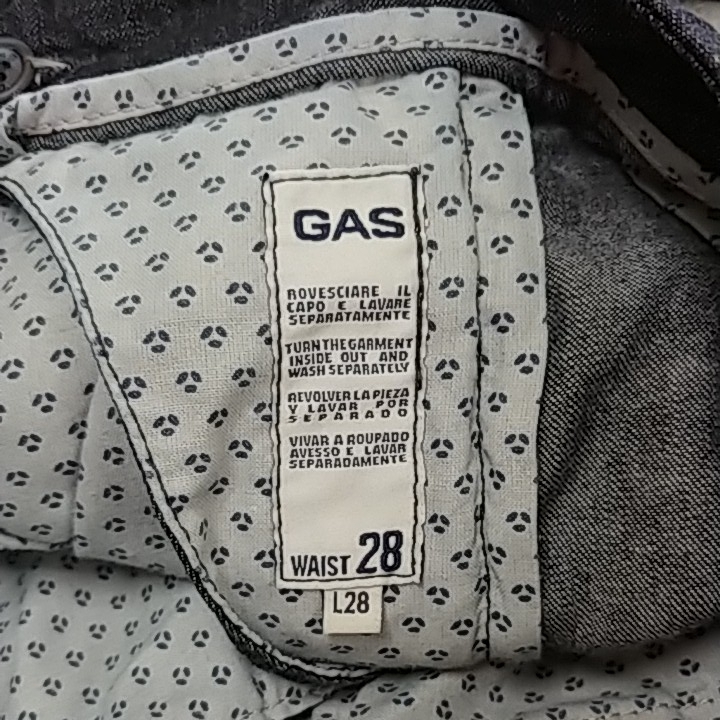 GAS
ROVESCIARE IL
CAPO E LAVARE
SEPARATAMENTE
TURN THE GARMENT
INSIDE OUT AND
WASH SEPARATELY
REVOLVER LA PIEZA
Y LAVAR POR
SEPARADO
VIVAR A ROUPADO
AVESSO E LAVAR
SEPARADAMENTE
WAIST 28
L28